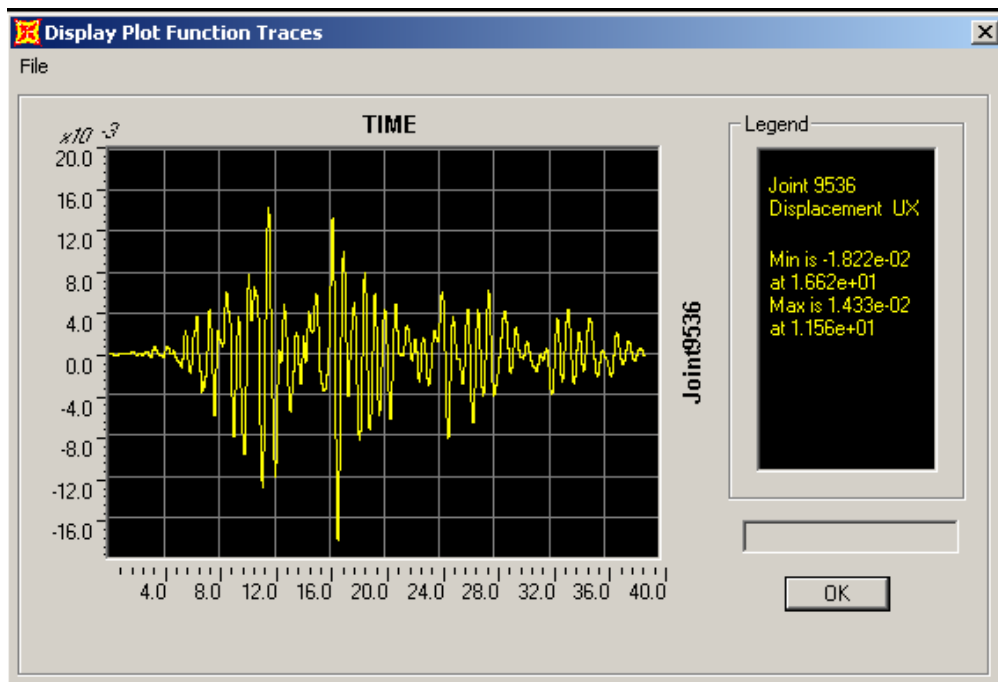 Display Plot Function Traces
File
TIME
x10 -3
20.0
16.0
12.0
8.0
4.0
0.0
-4.0
-8.0
-12.0
-16.0
4.0 8.0 12.0 16.0 20.0 24.0 28.0 32.0 36.0 40.0
Joint9536
Legend
Joint 9536
Displacement UX
Min is -1.822e-02
at 1.662e+01
Max is 1.433e-02
at 1.156e+01
OK